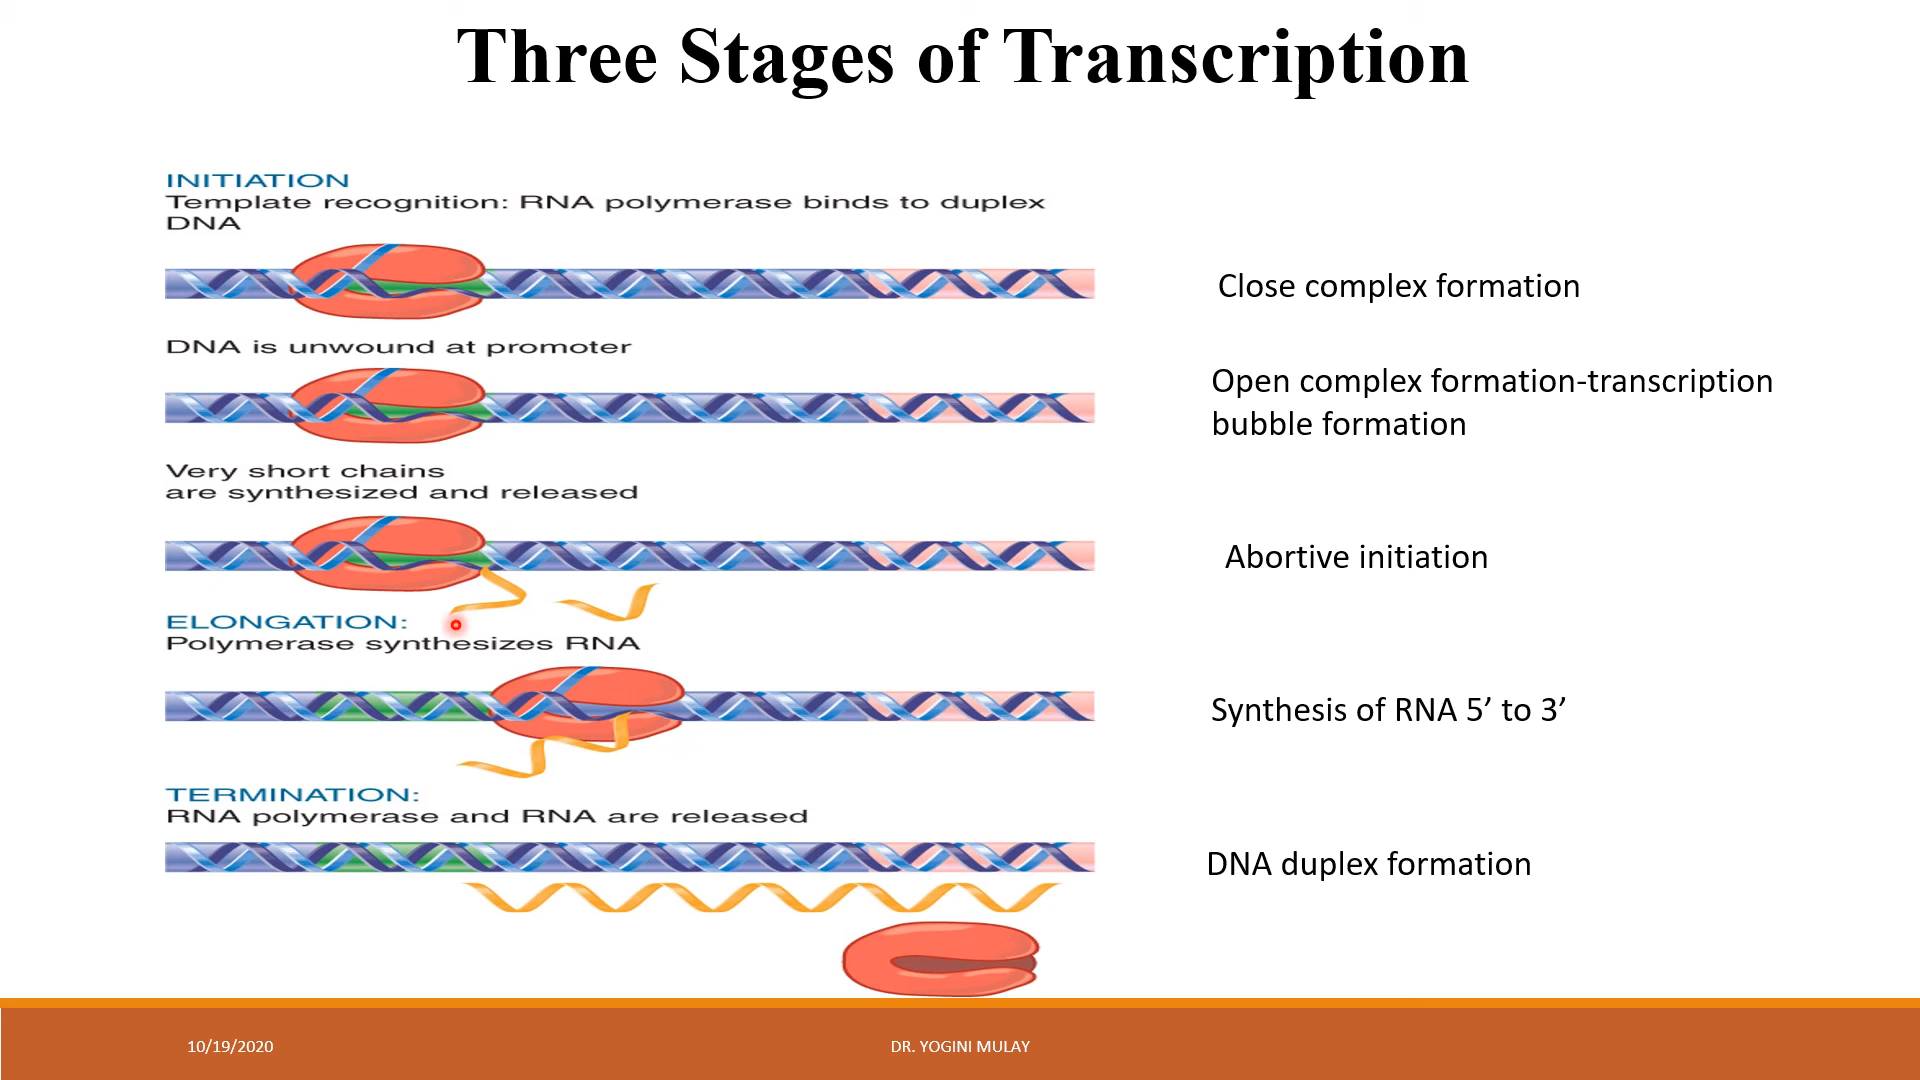 Three Stages of Transcription
INITIATION
Template recognition: RNA polymerase binds to duplex
DNA
Close complex formation
DNA is unwound at promoter
Open complex formation-transcription
bubble formation
Very short chains
are synthesized and released
Abortive initiation
ELONGATION:
Polymerase synthesizes RNA
Synthesis of RNA 5’ to 3’
TERMINATION:
RNA polymerase and RNA are released
DNA duplex formation
10/19/2020
DR. YOGINI MULAY